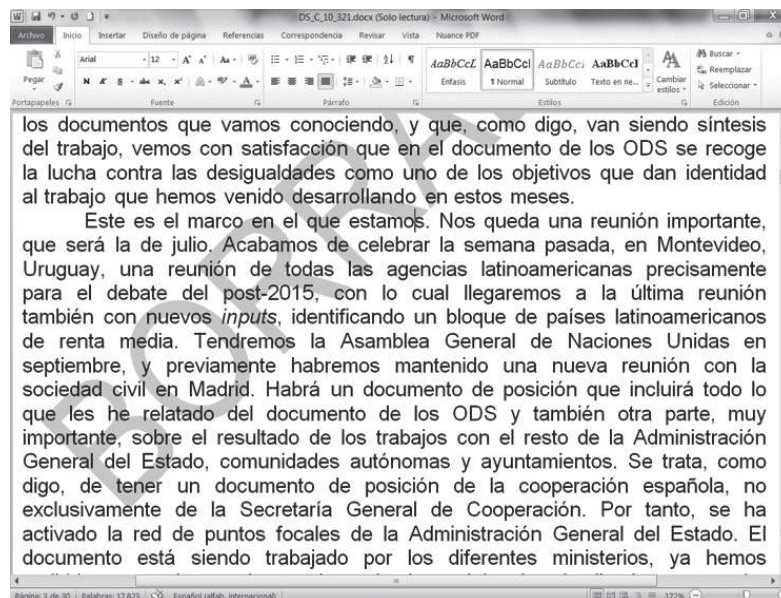 DS_C_10_321.docx (Solo lectura) - Microsoft Word
Archivo Inicio Insertar Diseño de página Referencias Correspondencia Revisar Vista Nuance PDF
Arial 12 Buscar
AaBbCcL AaBbCcl AaBbCci AaBbCcl Reemplazar
Pegar Énfasis Normal Subtítulo Texto en ne... Cambiar estilos Seleccionar
Portapapeles Fuente Párrafo Estilos Edición
los documentos que vamos conociendo, y que, como digo, van siendo síntesis
del trabajo, vemos con satisfacción que en el documento de los ODS se recoge
la lucha contra las desigualdades como uno de los objetivos que dan identidad
al trabajo que hemos venido desarrollando en estos meses.
Este es el marco en el que estamos. Nos queda una reunión importante,
que será la de julio. Acabamos de celebrar la semana pasada, en Montevideo,
Uruguay, una reunión de todas las agencias latinoamericanas precisamente
para el debate del post-2015, con lo cual llegaremos a la última reunión
también con nuevos inputs, identificando un bloque de países latinoamericanos
de renta media. Tendremos la Asamblea General de Naciones Unidas en
septiembre, y previamente habremos mantenido una nueva reunión con la
sociedad civil en Madrid. Habrá un documento de posición que incluirá todo lo
que les he relatado del documento de los ODS y también otra parte, muy
importante, sobre el resultado de los trabajos con el resto de la Administración
General del Estado, comunidades autónomas y ayuntamientos. Se trata, como
digo, de tener un documento de posición de la cooperación española, no
exclusivamente de la Secretaría General de Cooperación. Por tanto, se ha
activado la red de puntos focales de la Administración General del Estado. El
documento está siendo trabajado por los diferentes ministerios, ya hemos
Página: 3 de 30 Palabras: 17.823 Español (alfab. internacional) 172%